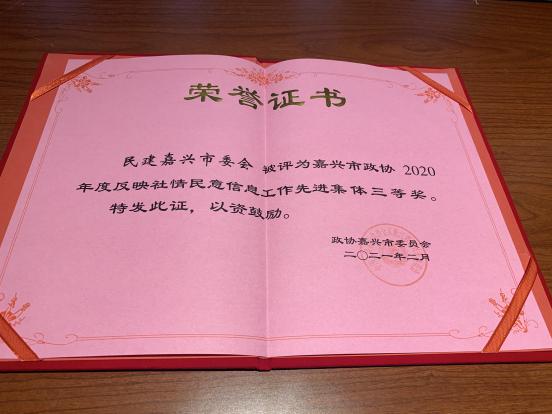 荣誉证书
民建嘉兴市委会 被评为嘉兴市政协 2020
年度反映社情民意信息工作先进集体三等奖。
特发此证，以资鼓励。
政协嘉兴市委员会
二〇二一年二月